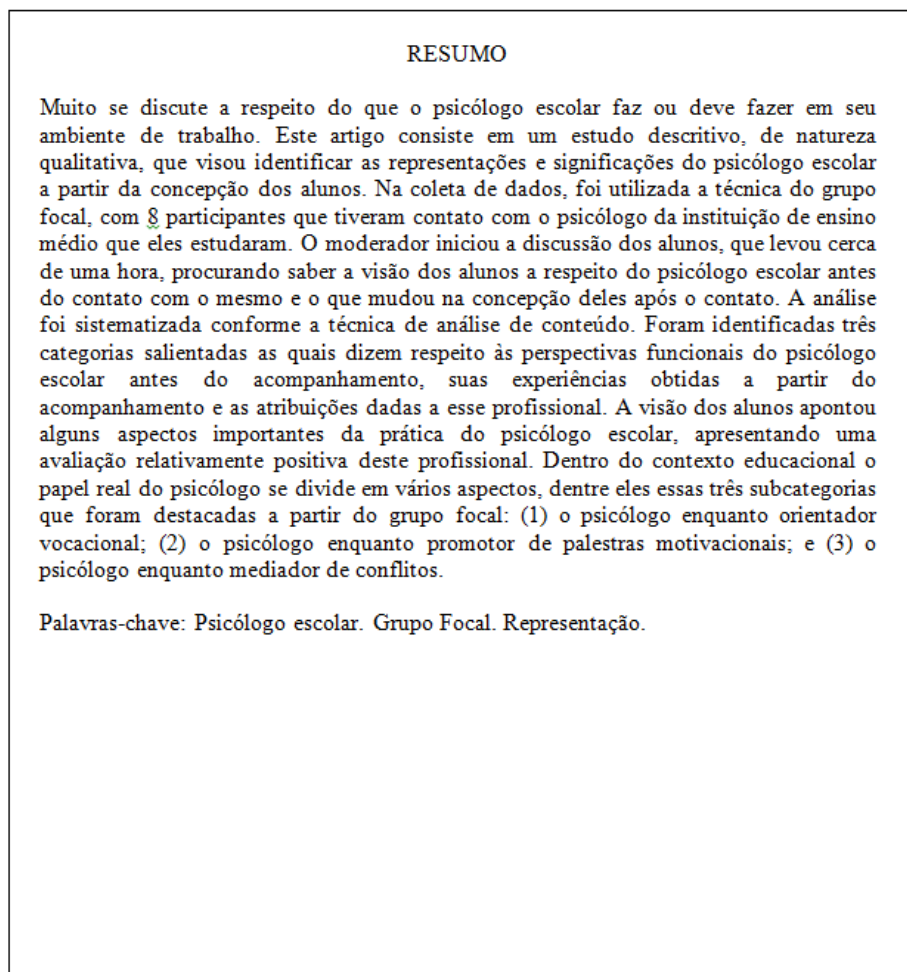 RESUMO
Muito se discute a respeito do que o psicólogo escolar faz ou deve fazer em seu
ambiente de trabalho. Este artigo consiste em um estudo descritivo, de natureza
qualitativa, que visou identificar as representações e significações do psicólogo escolar
a partir da concepção dos alunos. Na coleta de dados, foi utilizada a técnica do grupo
focal, com 8 participantes que tiveram contato com o psicólogo da instituição de ensino
médio que eles estudaram. O moderador iniciou a discussão dos alunos, que levou cerca
de uma hora, procurando saber a visão dos alunos a respeito do psicólogo escolar antes
do contato com o mesmo e o que mudou na concepção deles após o contato. A análise
foi sistematizada conforme a técnica de análise de conteúdo. Foram identificadas três
categorias salientadas as quais dizem respeito às perspectivas funcionais do psicólogo
escolar antes do acompanhamento, suas experiências obtidas a partir do
acompanhamento e as atribuições dadas a esse profissional. A visão dos alunos apontou
alguns aspectos importantes da prática do psicólogo escolar, apresentando uma
avaliação relativamente positiva deste profissional. Dentro do contexto educacional o
papel real do psicólogo se divide em vários aspectos, dentre eles essas três subcategorias
que foram destacadas a partir do grupo focal: (1) o psicólogo enquanto orientador
vocacional; (2) o psicólogo enquanto promotor de palestras motivacionais; e (3) o
psicólogo enquanto mediador de conflitos.
Palavras-chave: Psicólogo escolar. Grupo Focal. Representação.